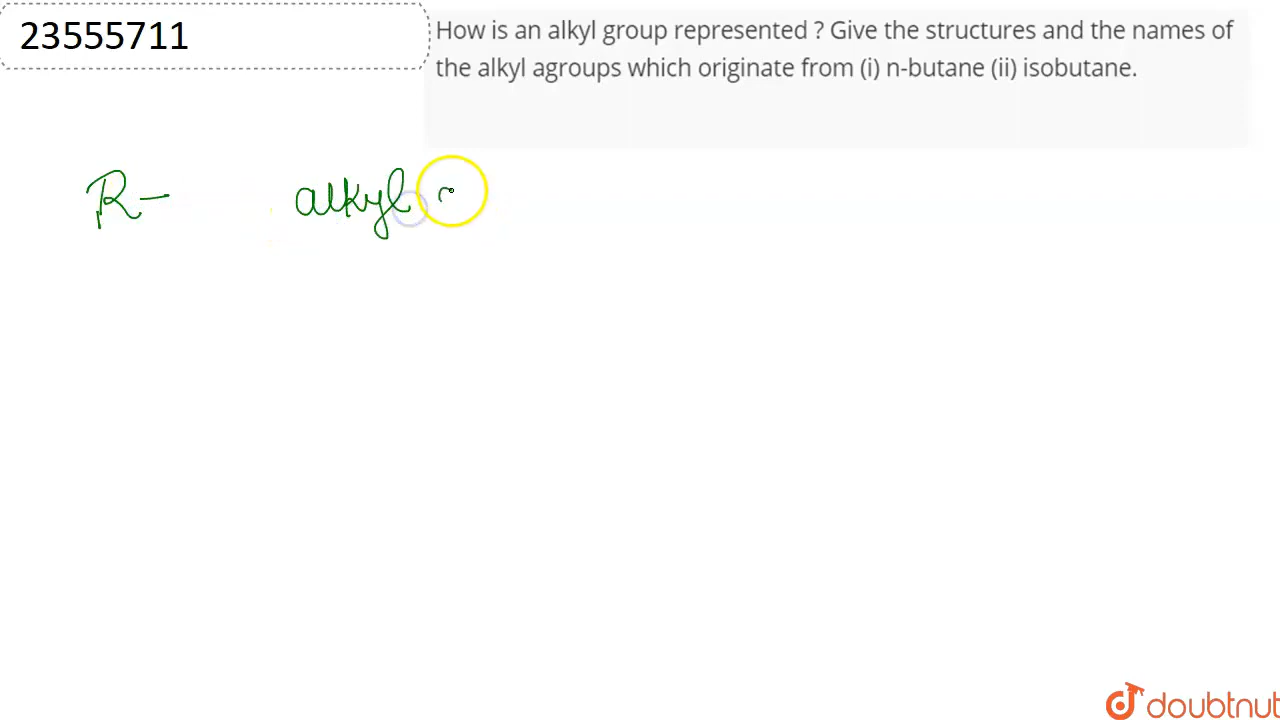 23555711
How is an alkyl group represented ? Give the structures and the names of
the alkyl agroups which originate from (i) n-butane (ii) isobutane.
R- alkyl
doubtnut